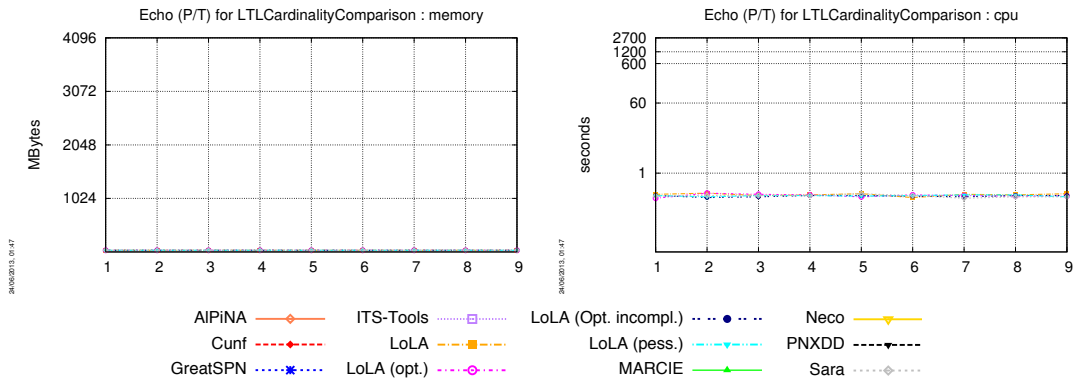 Echo (P/T) for LTLCardinalityComparison : memory
4096
3072
2048
1024
MBytes
1 2 3 4 5 6 7 8 9
24/06/2013, 01:47
Echo (P/T) for LTLCardinalityComparison : cpu
2700
1200
600
60
1
seconds
1 2 3 4 5 6 7 8 9
24/06/2013, 01:47
AlPiNA
Cunf
GreatSPN
ITS-Tools
LoLA
LoLA (opt.)
LoLA (Opt. incompl.)
LoLA (pess.)
MARCIE
Neco
PNXDD
Sara